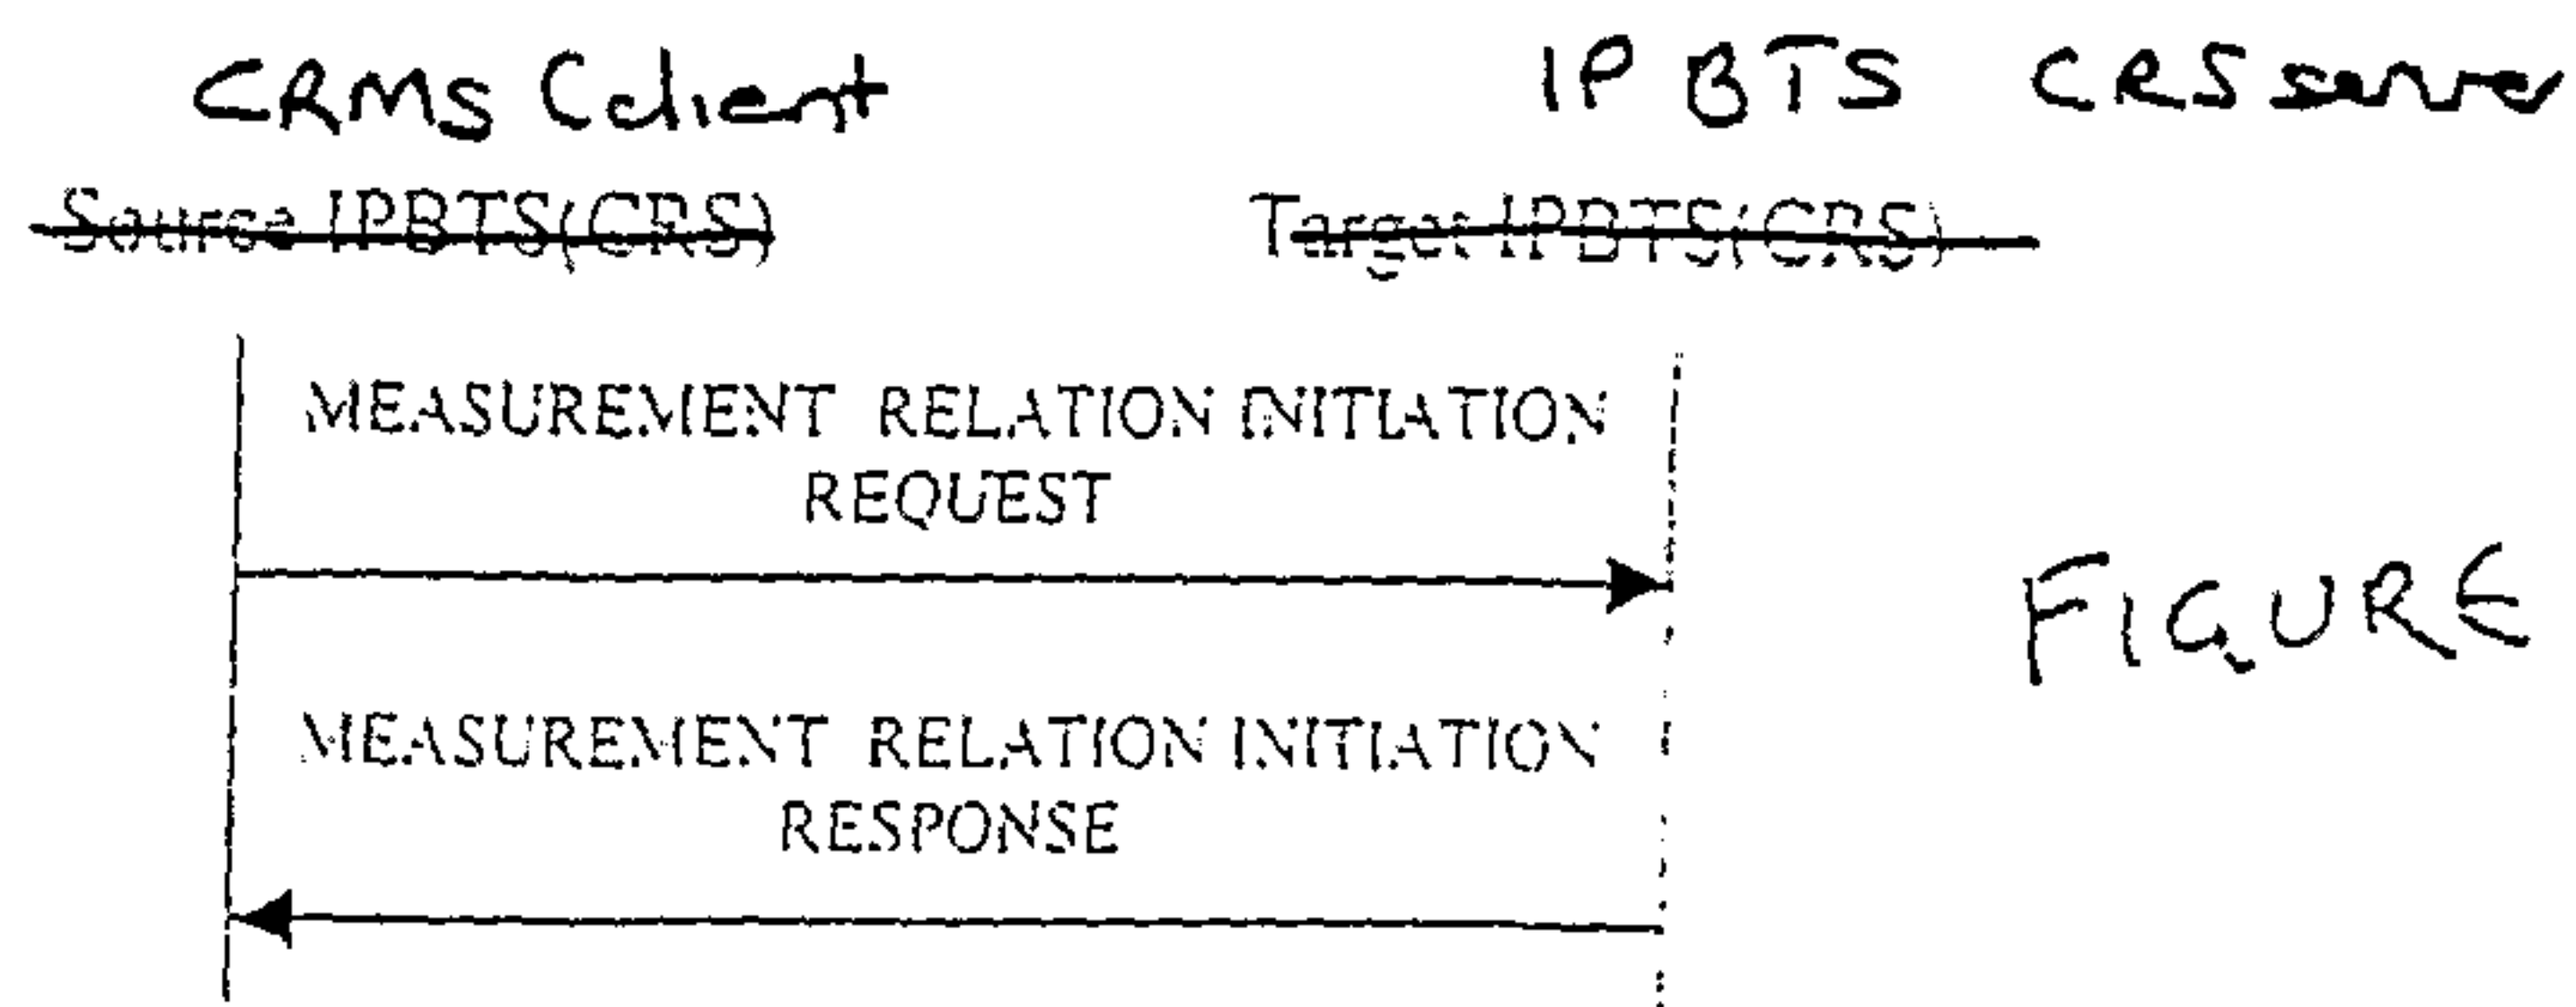 CRMS Cclient
IP BTS CRS server
Source IPBTS(CRS)
Target IPBTS(CRS)
MEASUREMENT RELATION INITIATION
REQUEST
FIGURE
MEASUREMENT RELATION INITIATION
RESPONSE